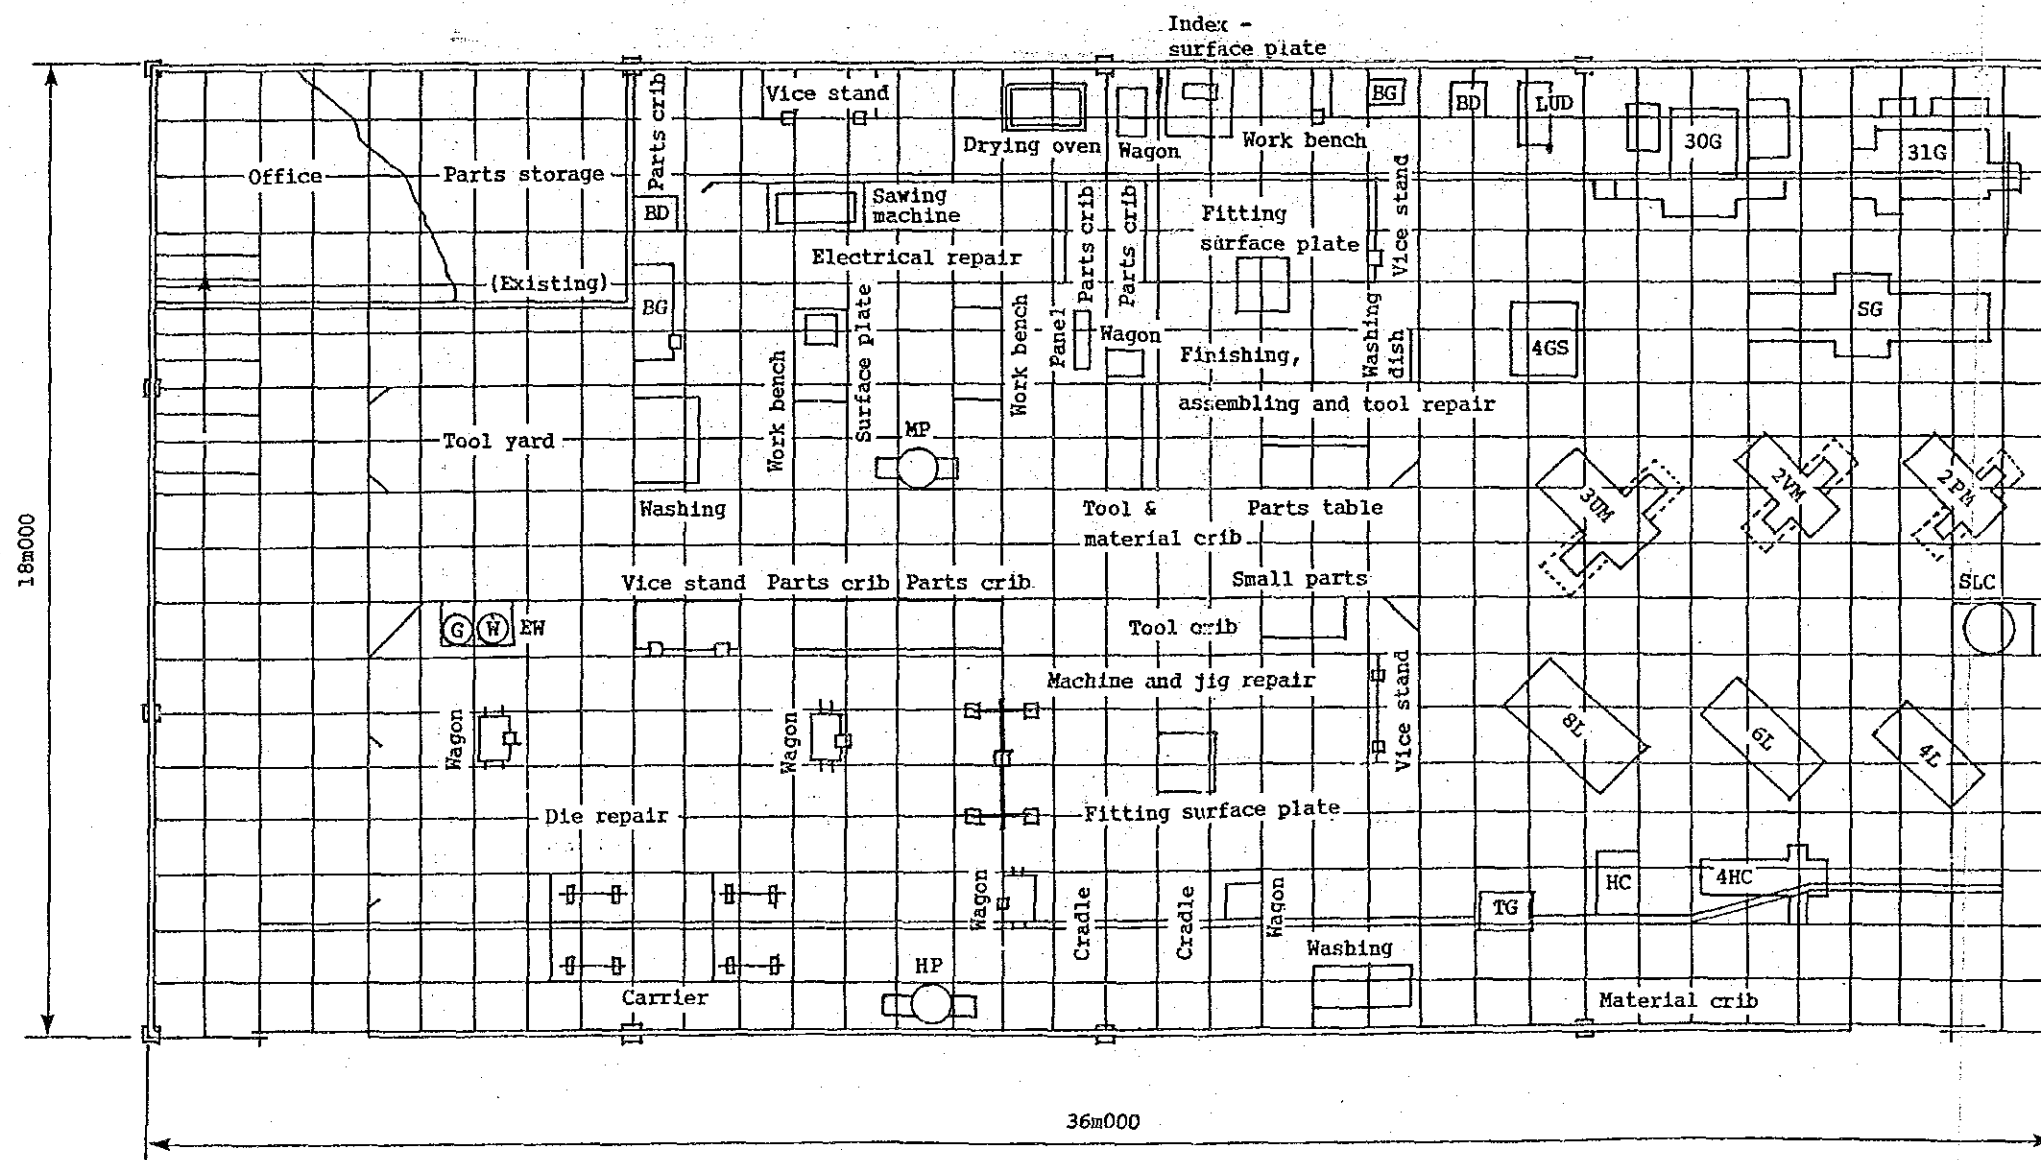 Index -
surface plate
Parts crib
Vice stand
Drying oven
Wagon
Work bench
BG
BD
LUD
30G
31G
Office
Parts storage
(Existing)
BD
Sawing
machine
Electrical repair
Parts crib
Parts crib
Fitting
surface plate
Vice stand
BG
Work bench
Surface plate
Work bench
Panel
Wagon
Finishing,
assembling and tool repair
Washing
dish
4GS
SG
Tool yard
MP
Washing
Tool &
material crib
Parts table
3UM
2VM
2PM
18m000
Vice stand
Parts crib
Parts crib
Small parts
SLC
G
W
EW
Tool crib
Machine and jig repair
Vice stand
Wagon
Wagon
8L
6L
4L
Die repair
Fitting surface plate
Wagon
Cradle
Cradle
Wagon
TG
HC
4HC
Washing
HP
Carrier
Material crib
36m000